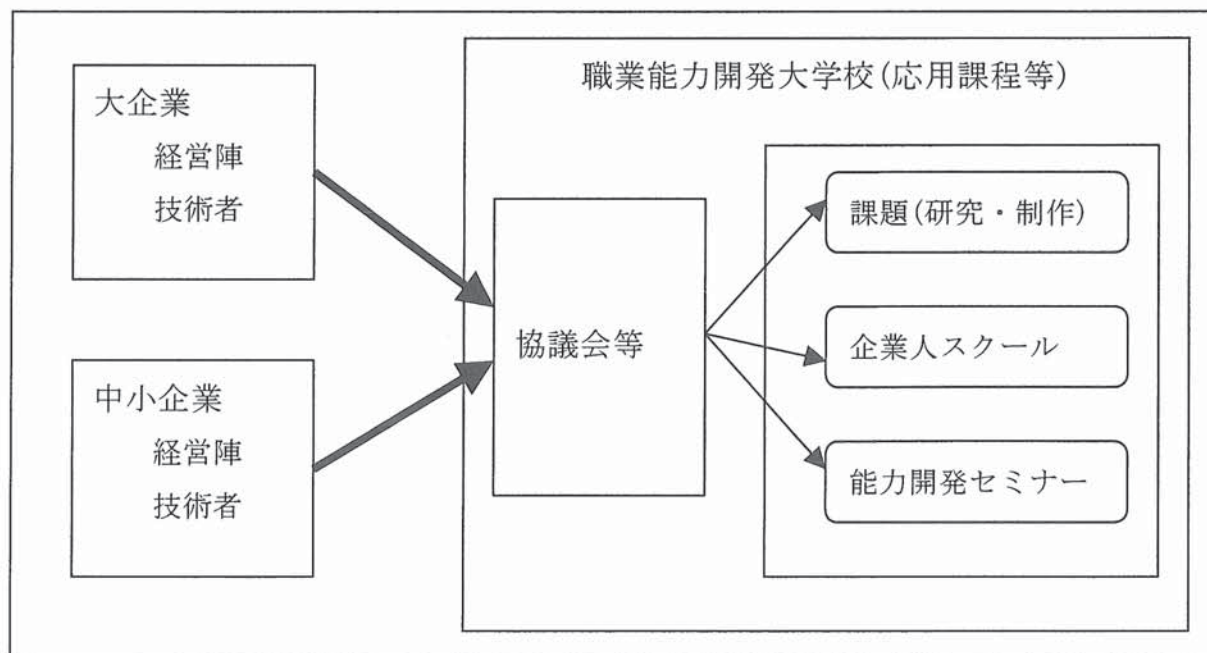 大企業
経営陣
技術者
中小企業
経営陣
技術者
職業能力開発大学校(応用課程等)
協議会等
課題(研究・制作)
企業人スクール
能力開発セミナー